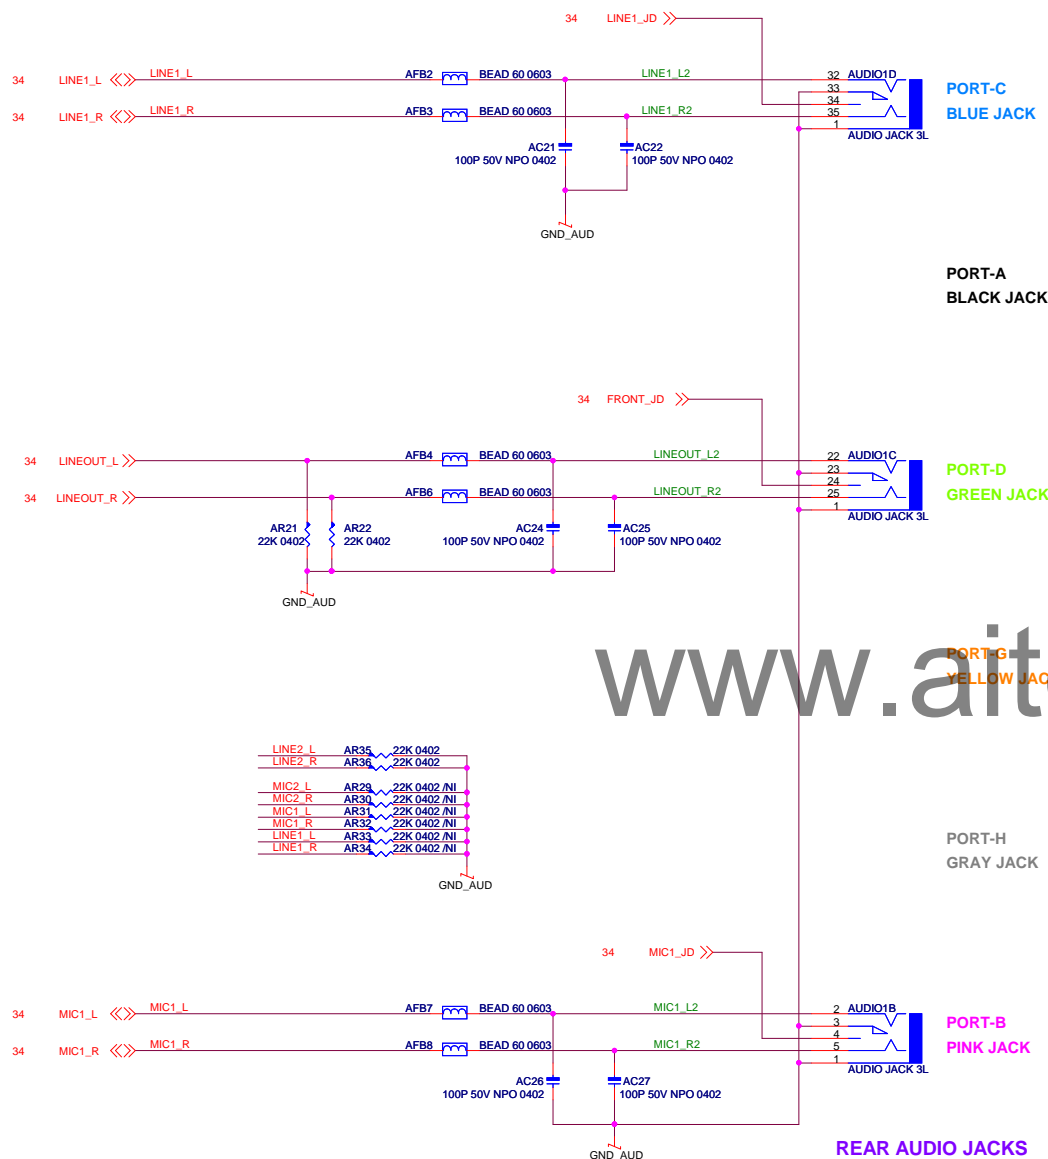 34 LINE1_JD
34 LINE1_L LINE1_L AFB2 BEAD 60 0603 LINE1_L2 32 AUDIO1D
33
34
34 LINE1_R LINE1_R AFB3 BEAD 60 0603 LINE1_R2 35
1
AUDIO JACK 3L
PORT-C
BLUE JACK
AC21
100P 50V NPO 0402
AC22
100P 50V NPO 0402
GND_AUD
PORT-A
BLACK JACK
34 FRONT_JD
34 LINEOUT_L AFB4 BEAD 60 0603 LINEOUT_L2 22 AUDIO1C
23
24
34 LINEOUT_R AFB6 BEAD 60 0603 LINEOUT_R2 25
1
AUDIO JACK 3L
PORT-D
GREEN JACK
AR21
22K 0402
AR22
22K 0402
AC24
100P 50V NPO 0402
AC25
100P 50V NPO 0402
GND_AUD
www.ait
PORT-G
YELLOW JAC
LINE2_L AR35 22K 0402
LINE2_R AR36 22K 0402
MIC2_L AR29 22K 0402 /NI
MIC2_R AR30 22K 0402 /NI
MIC1_L AR31 22K 0402 /NI
MIC1_R AR32 22K 0402 /NI
LINE1_L AR33 22K 0402 /NI
LINE1_R AR34 22K 0402 /NI
GND_AUD
PORT-H
GRAY JACK
34 MIC1_JD
34 MIC1_L MIC1_L AFB7 BEAD 60 0603 MIC1_L2 2 AUDIO1B
3
4
34 MIC1_R MIC1_R AFB8 BEAD 60 0603 MIC1_R2 5
1
AUDIO JACK 3L
PORT-B
PINK JACK
AC26
100P 50V NPO 0402
AC27
100P 50V NPO 0402
GND_AUD
REAR AUDIO JACKS